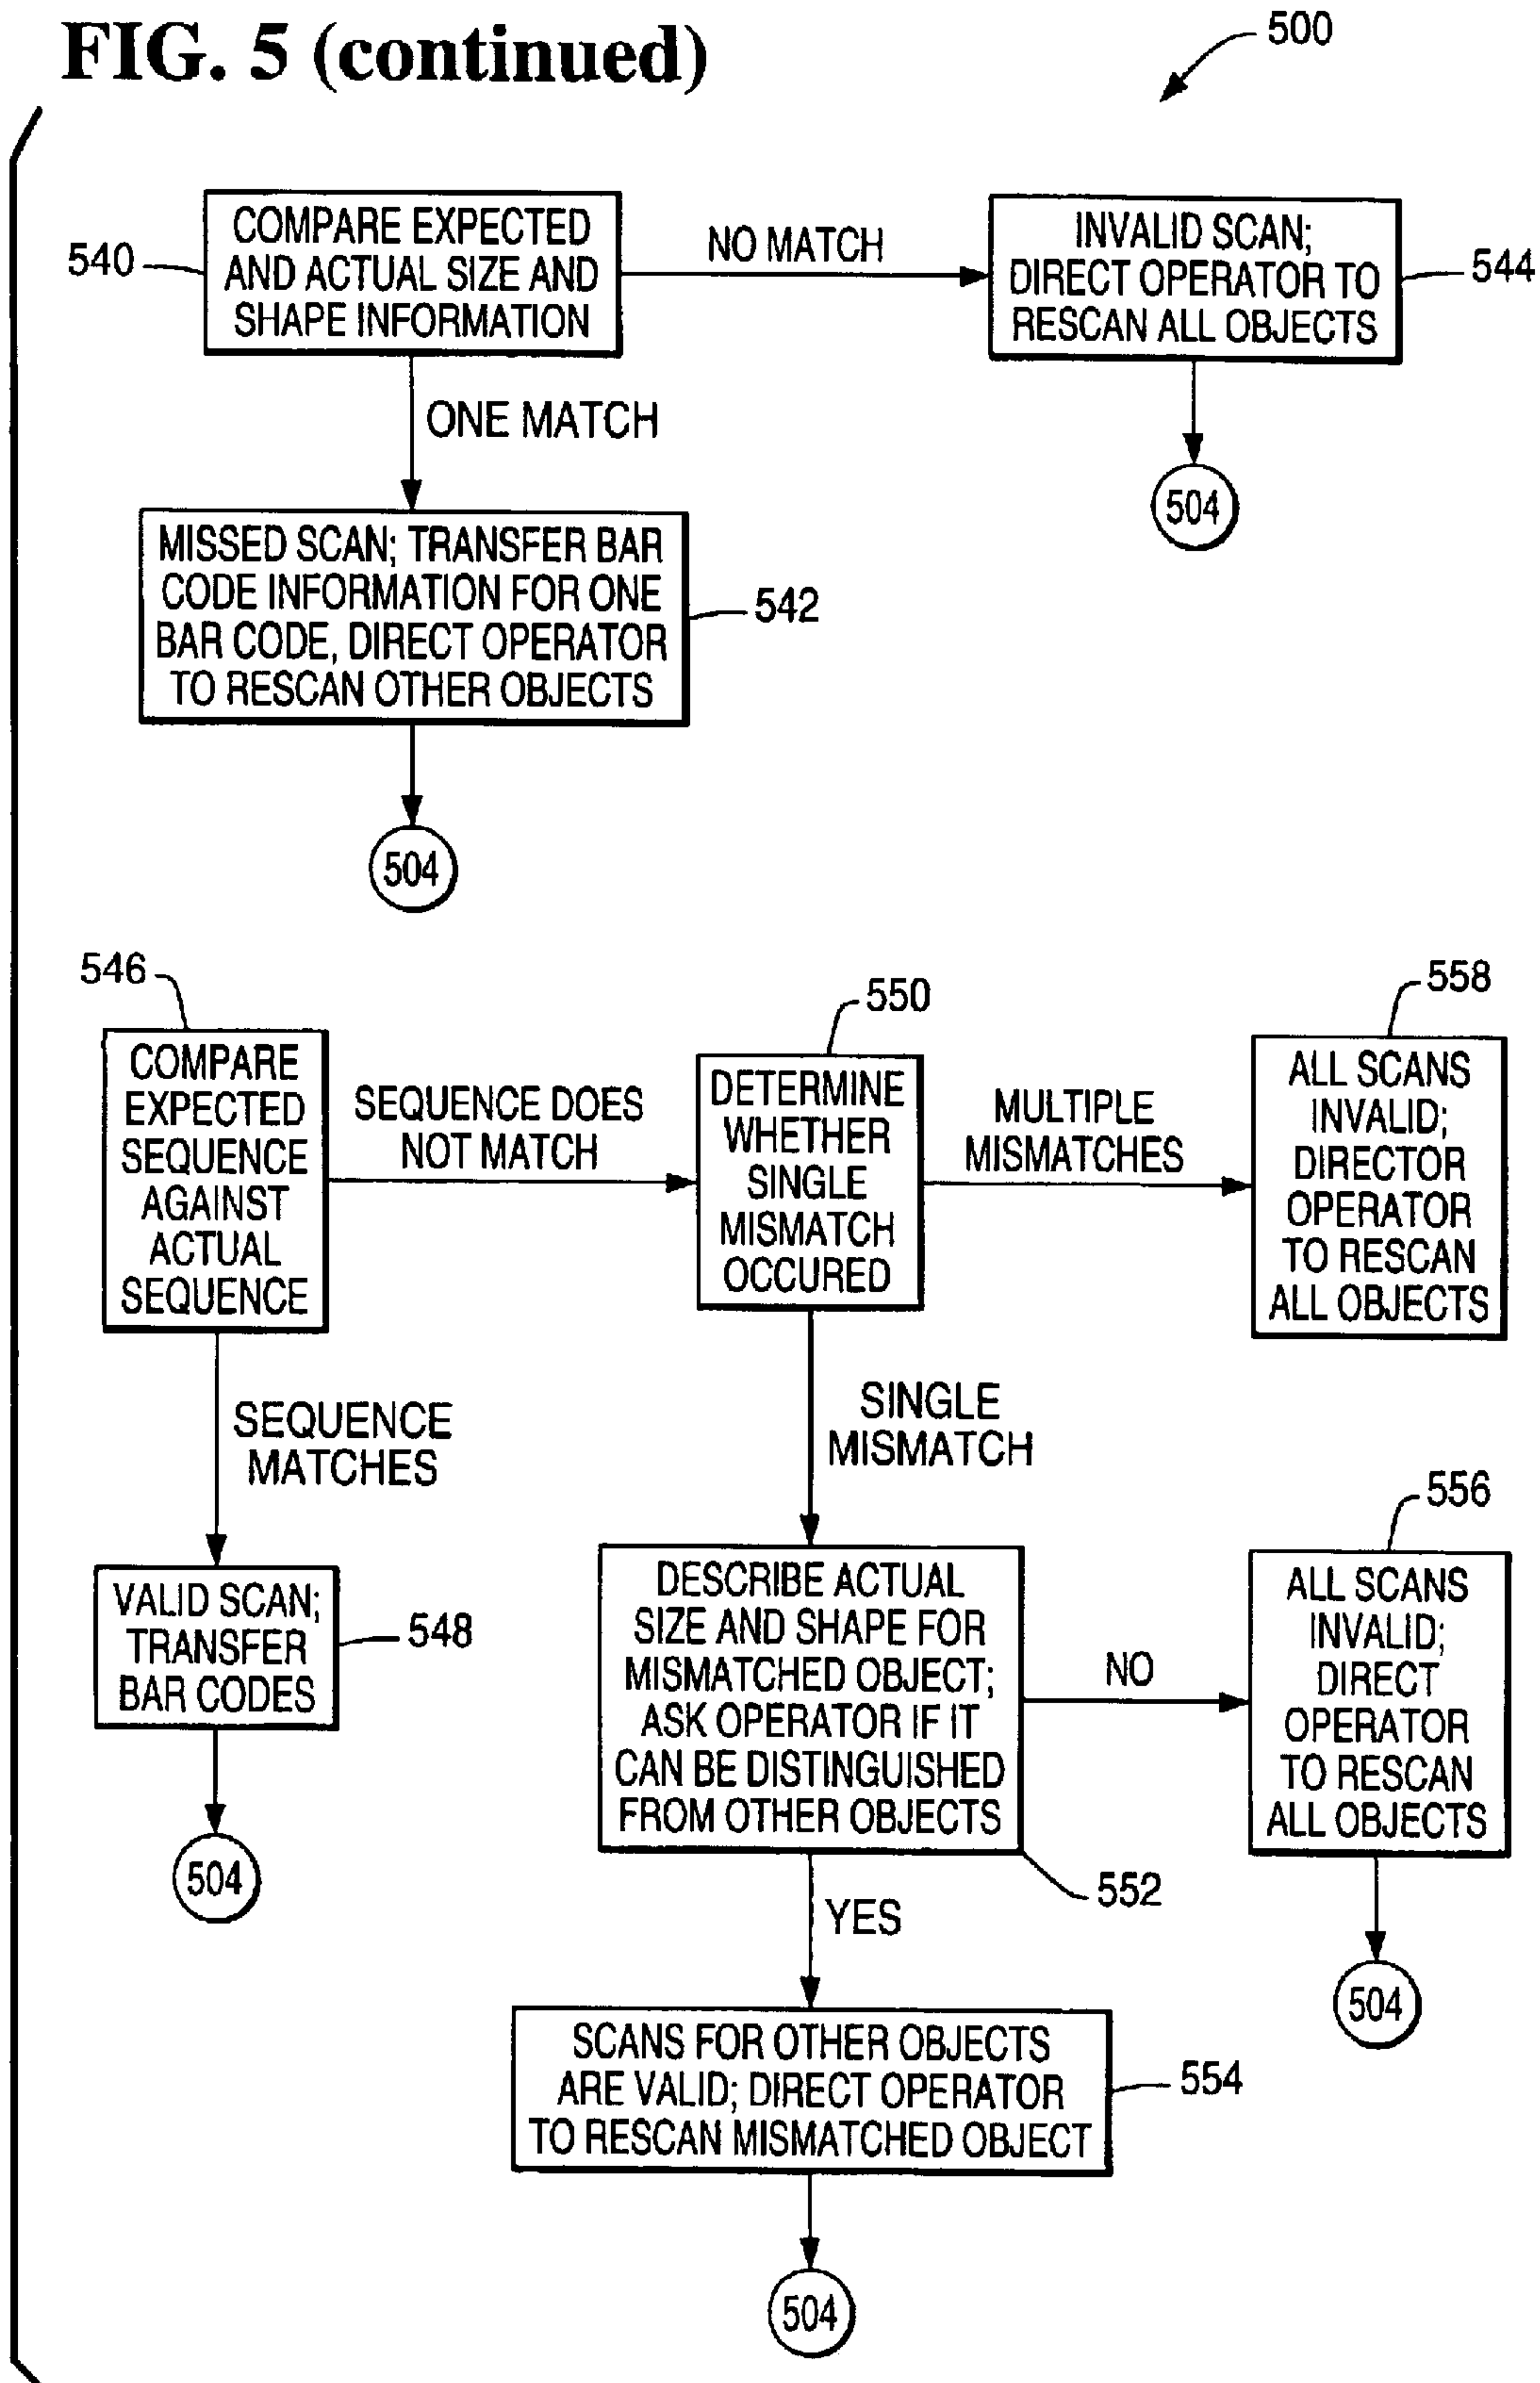 FIG. 5 (continued)
500
540
COMPARE EXPECTED
AND ACTUAL SIZE AND
SHAPE INFORMATION
NO MATCH
INVALID SCAN;
DIRECT OPERATOR TO
RESCAN ALL OBJECTS
544
504
ONE MATCH
MISSED SCAN; TRANSFER BAR
CODE INFORMATION FOR ONE
BAR CODE, DIRECT OPERATOR
TO RESCAN OTHER OBJECTS
542
504
546
COMPARE
EXPECTED
SEQUENCE
AGAINST
ACTUAL
SEQUENCE
SEQUENCE DOES
NOT MATCH
550
DETERMINE
WHETHER
SINGLE
MISMATCH
OCCURED
MULTIPLE
MISMATCHES
558
ALL SCANS
INVALID;
DIRECTOR
OPERATOR
TO RESCAN
ALL OBJECTS
SEQUENCE
MATCHES
VALID SCAN;
TRANSFER
BAR CODES
548
504
SINGLE
MISMATCH
DESCRIBE ACTUAL
SIZE AND SHAPE FOR
MISMATCHED OBJECT;
ASK OPERATOR IF IT
CAN BE DISTINGUISHED
FROM OTHER OBJECTS
552
NO
556
ALL SCANS
INVALID;
DIRECT
OPERATOR
TO RESCAN
ALL OBJECTS
504
YES
SCANS FOR OTHER OBJECTS
ARE VALID; DIRECT OPERATOR
TO RESCAN MISMATCHED OBJECT
554
504